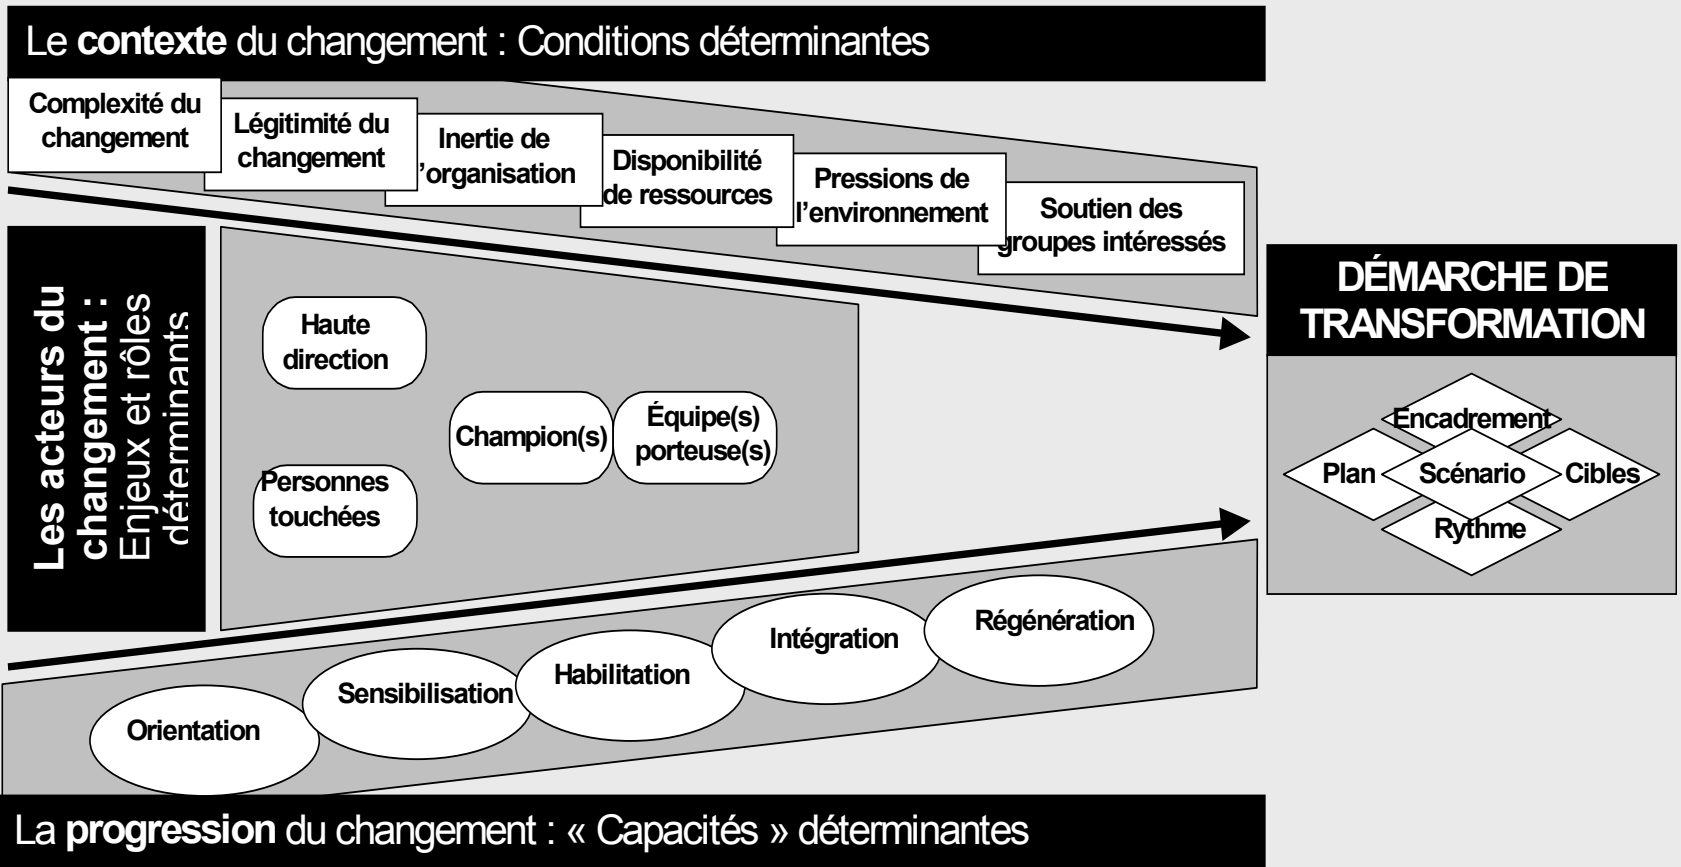 Le contexte du changement : Conditions déterminantes
Complexité du
changement
Légitimité du
changement
Inertie de
'organisation
Disponibilité
de ressources
Pressions de
l'environnement
Soutien des
groupes intéressés
Les acteurs du
changement :
Enjeux et rôles
déterminants
Haute
direction
Personnes
touchées
Champion(s)
Équipe(s)
porteuse(s)
DÉMARCHE DE
TRANSFORMATION
Encadrement
Plan Scénario Cibles
Rythme
Orientation
Sensibilisation
Habilitation
Intégration
Régénération
La progression du changement : « Capacités » déterminantes